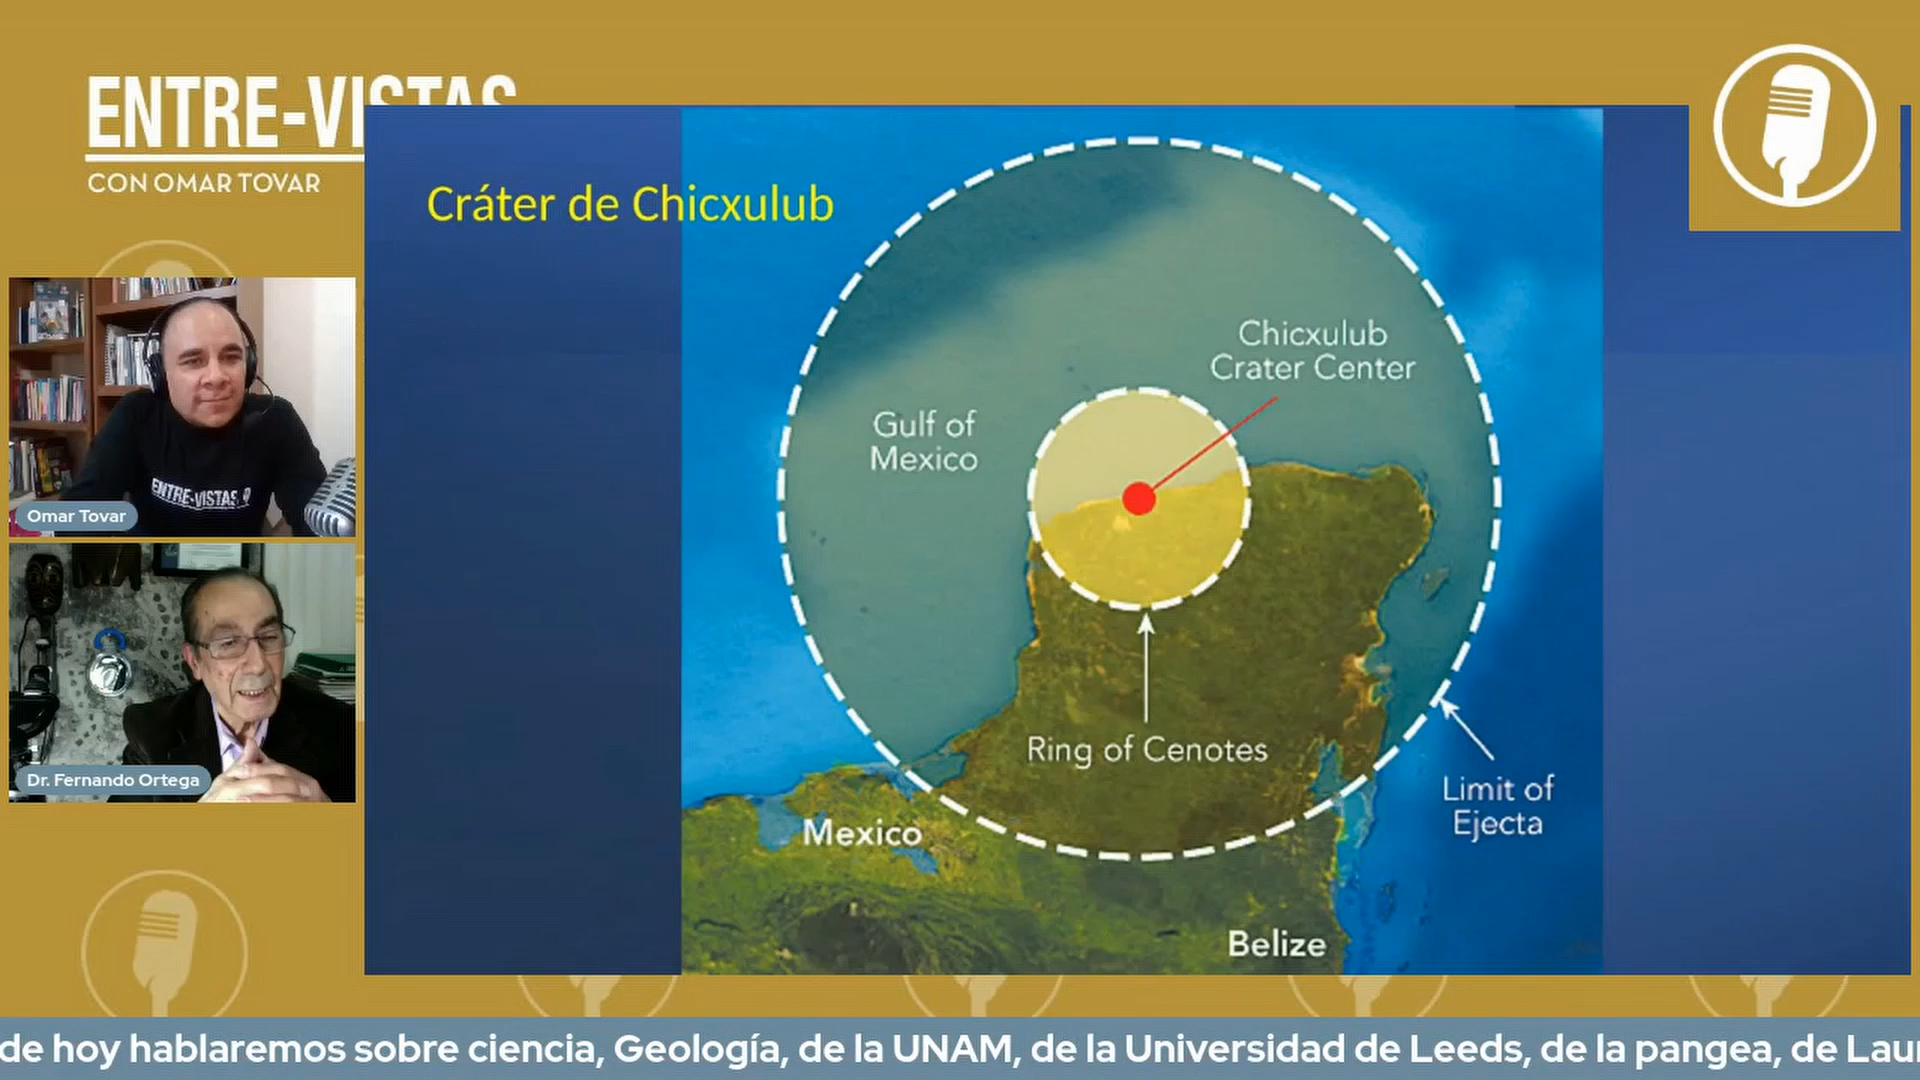 ENTRE-VISTAS
CON OMAR TOVAR
Cráter de Chicxulub
Chicxulub
Crater Center
Gulf of
Mexico
Ring of Cenotes
Limit of
Ejecta
Mexico
Belize
ENTRE-VISTAS
Omar Tovar
Dr. Fernando Ortega
de hoy hablaremos sobre ciencia, Geología, de la UNAM, de la Universidad de Leeds, de la pangea, de Lau